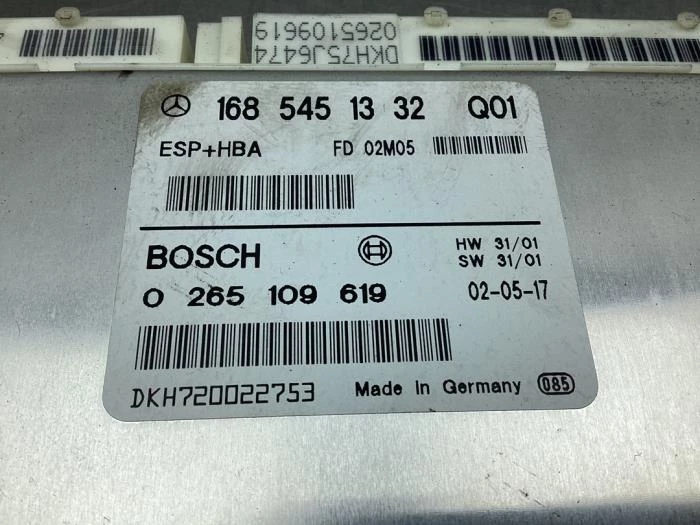 DKH75J6474
0265109619
168 545 13 32 Q01
ESP+HBA FD 02M05
BOSCH HW 31/01
SW 31/01
0 265 109 619 02-05-17
DKH720022753 Made in Germany 085